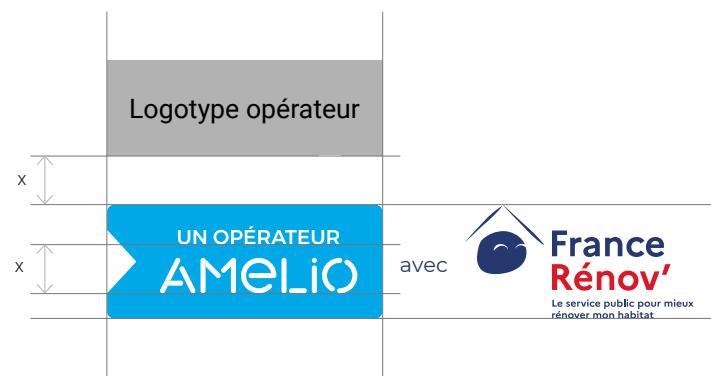 Logotype opérateur
x
UN OPÉRATEUR
x
AMELIO
avec
France
Rénov'
Le service public pour mieux
rénover mon habitat